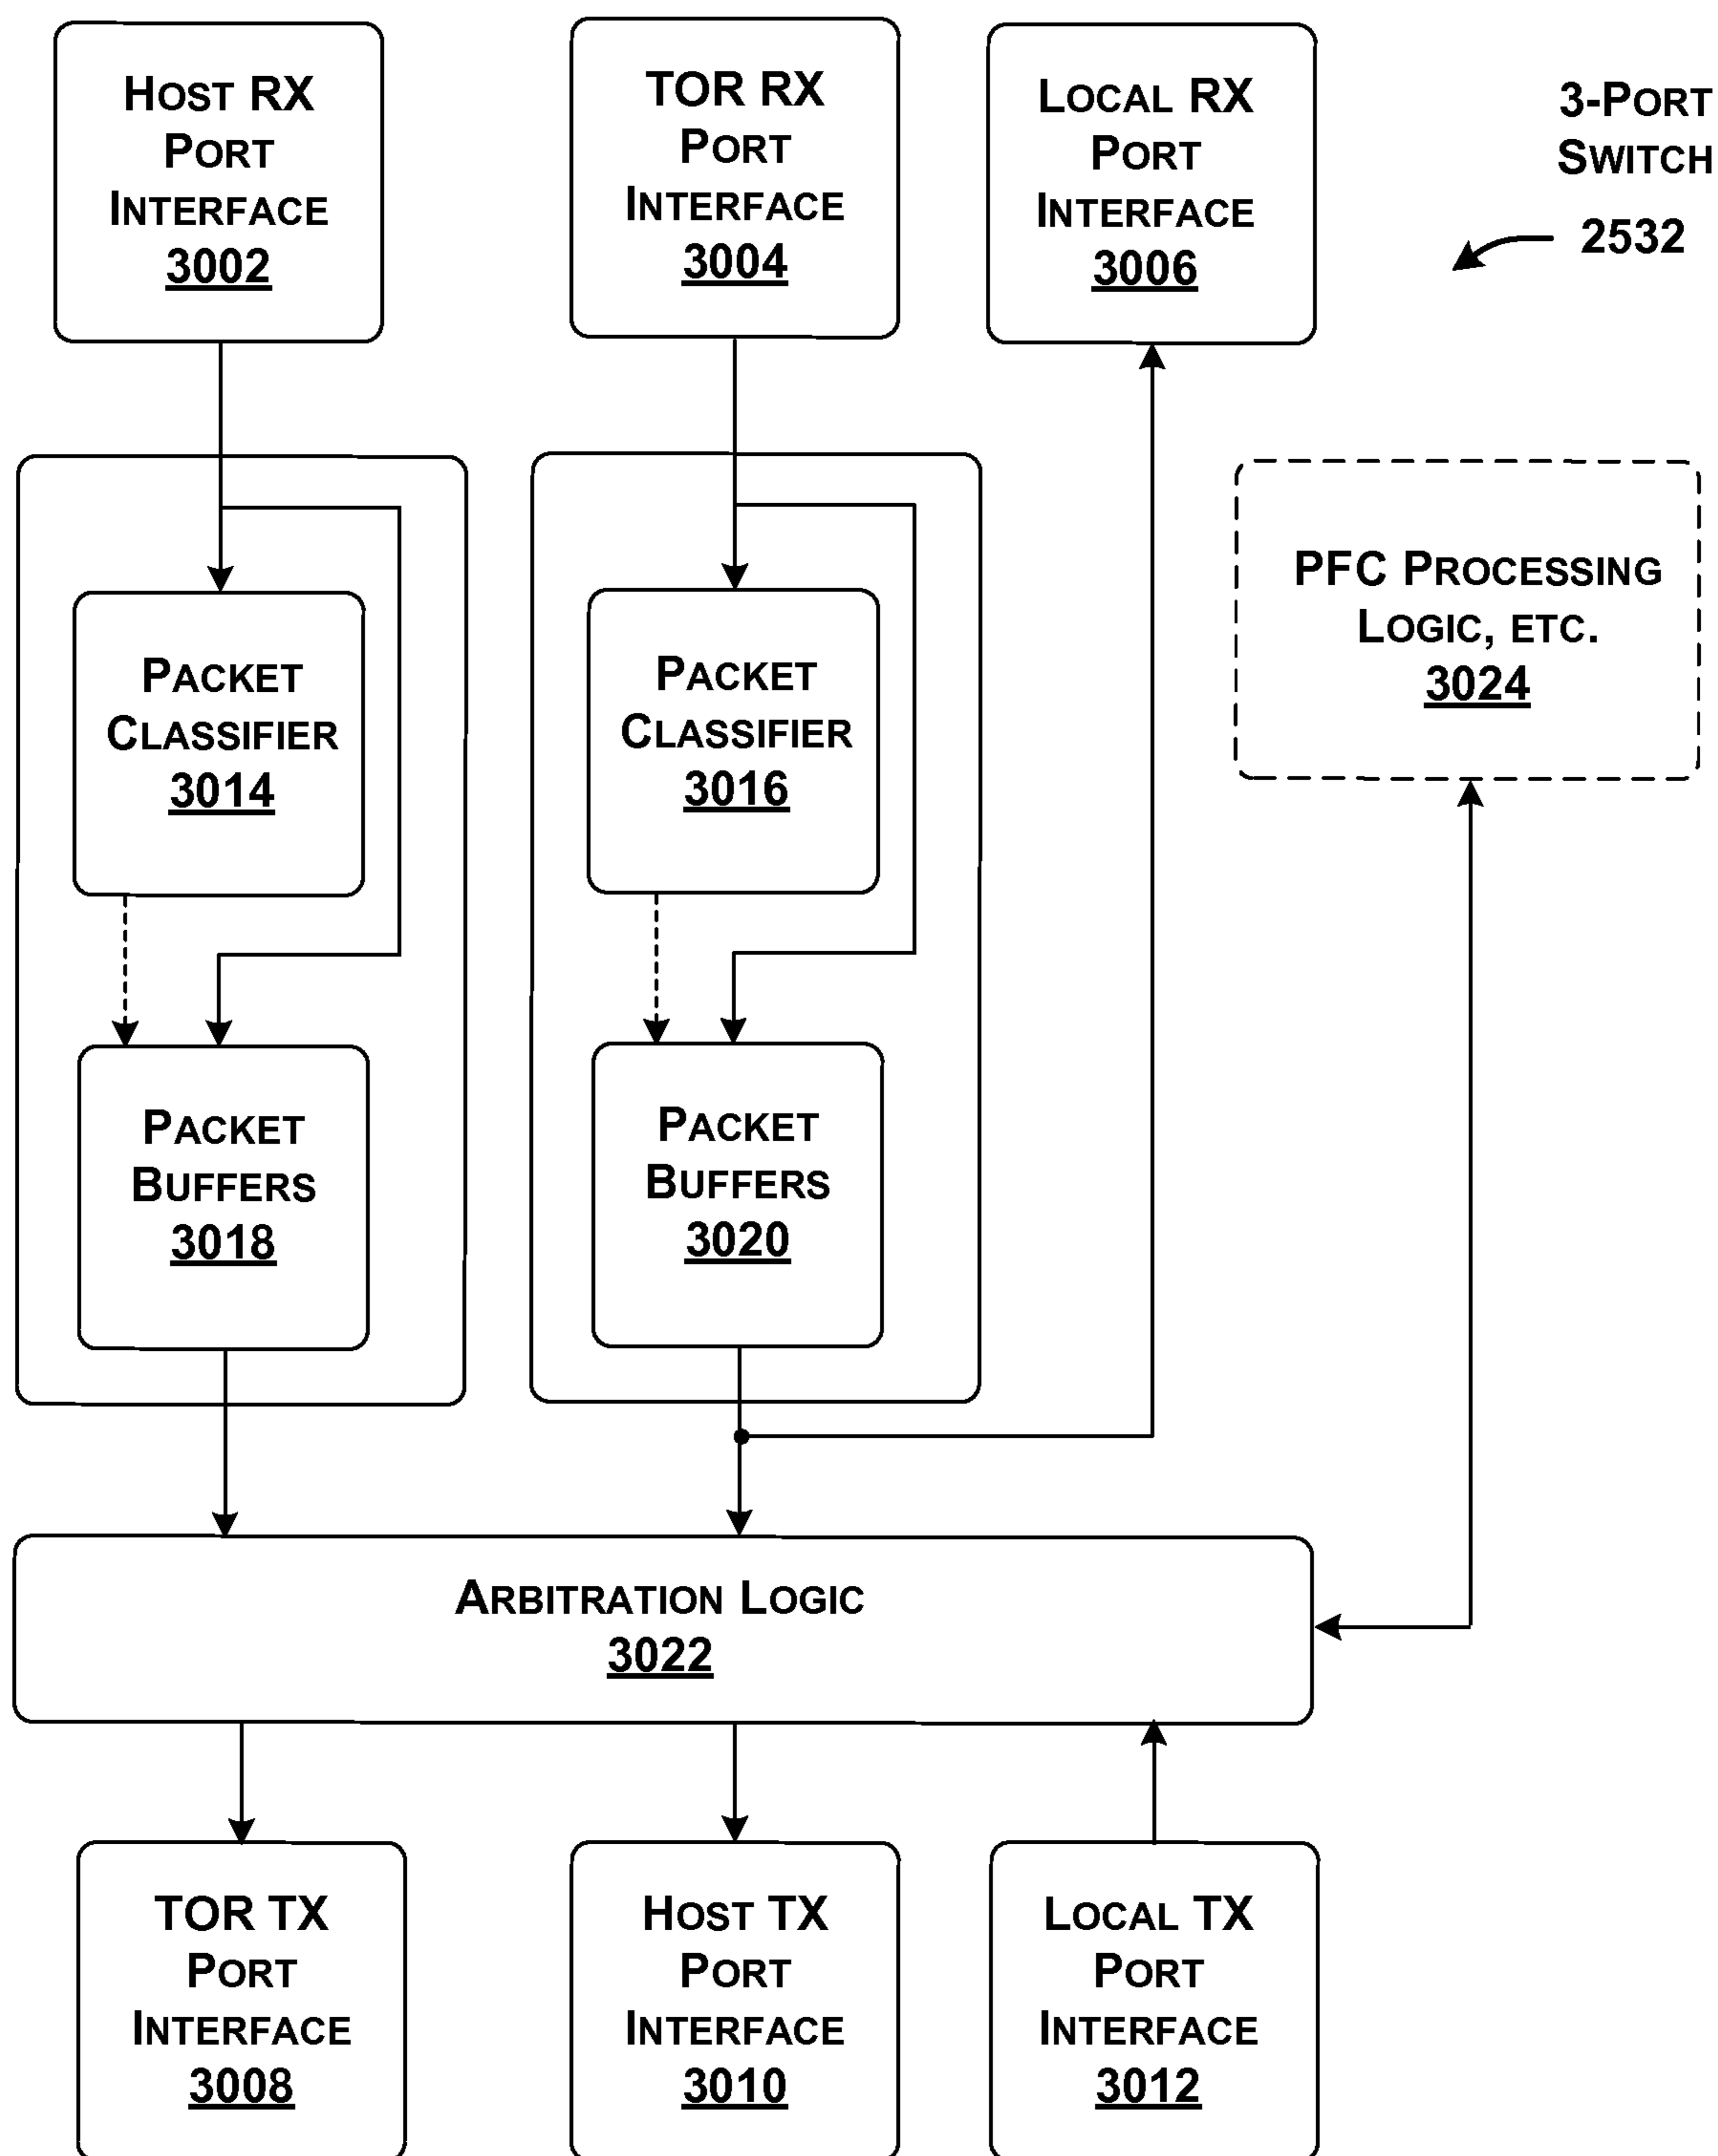 HOST RX
PORT
INTERFACE
3002
TOR RX
PORT
INTERFACE
3004
LOCAL RX
PORT
INTERFACE
3006
3-PORT
SWITCH
2532
PACKET
CLASSIFIER
3014
PACKET
CLASSIFIER
3016
PFC PROCESSING
LOGIC, ETC.
3024
PACKET
BUFFERS
3018
PACKET
BUFFERS
3020
ARBITRATION LOGIC
3022
TOR TX
PORT
INTERFACE
3008
HOST TX
PORT
INTERFACE
3010
LOCAL TX
PORT
INTERFACE
3012